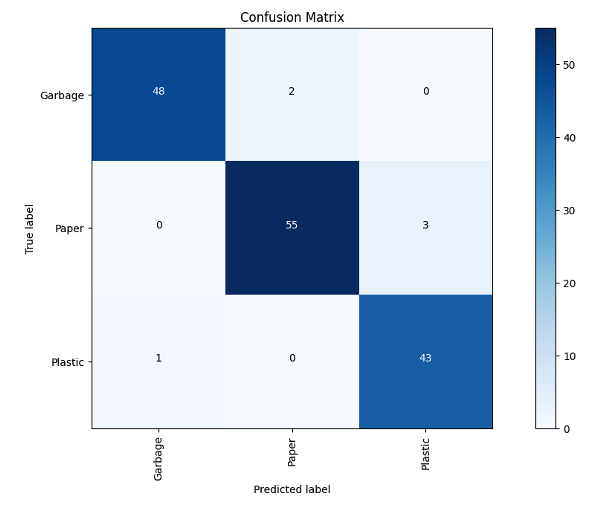 Confusion Matrix
True label
Garbage
48
2
0
Paper
0
55
3
Plastic
1
0
43
Garbage
Paper
Plastic
Predicted label
50
40
30
20
10
0